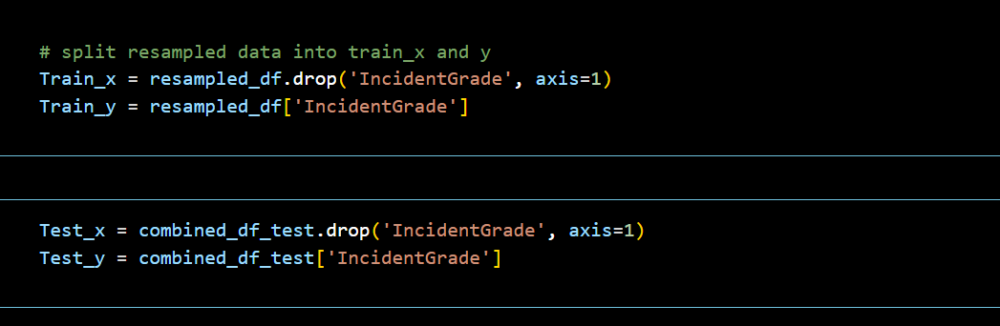 # split resampled data into train_x and y
Train_x = resampled_df.drop('IncidentGrade', axis=1)
Train_y = resampled_df['IncidentGrade']
Test_x = combined_df_test.drop('IncidentGrade', axis=1)
Test_y = combined_df_test['IncidentGrade']